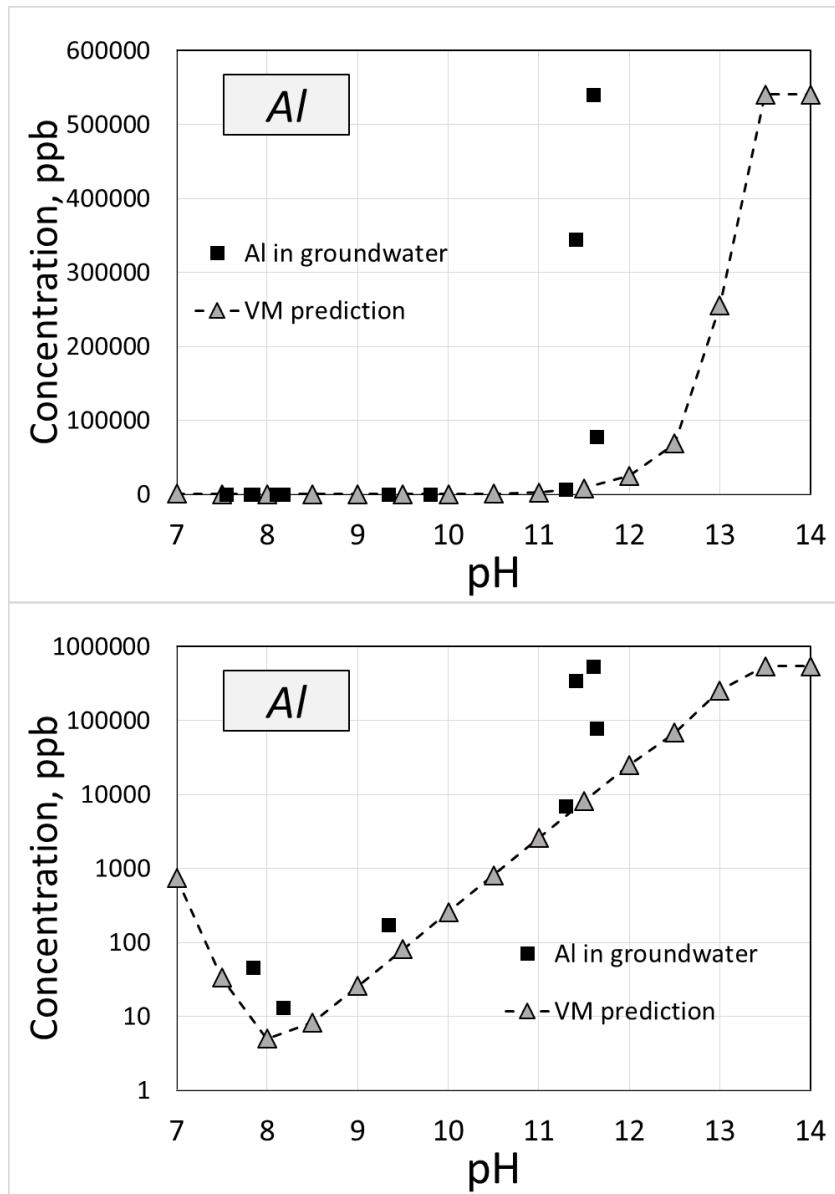 600000
500000
400000
300000
200000
100000
0
Concentration, ppb
Al
Al in groundwater
VM prediction
7 8 9 10 11 12 13 14
pH
1000000
100000
10000
1000
100
10
1
Concentration, ppb
Al
Al in groundwater
VM prediction
7 8 9 10 11 12 13 14
pH